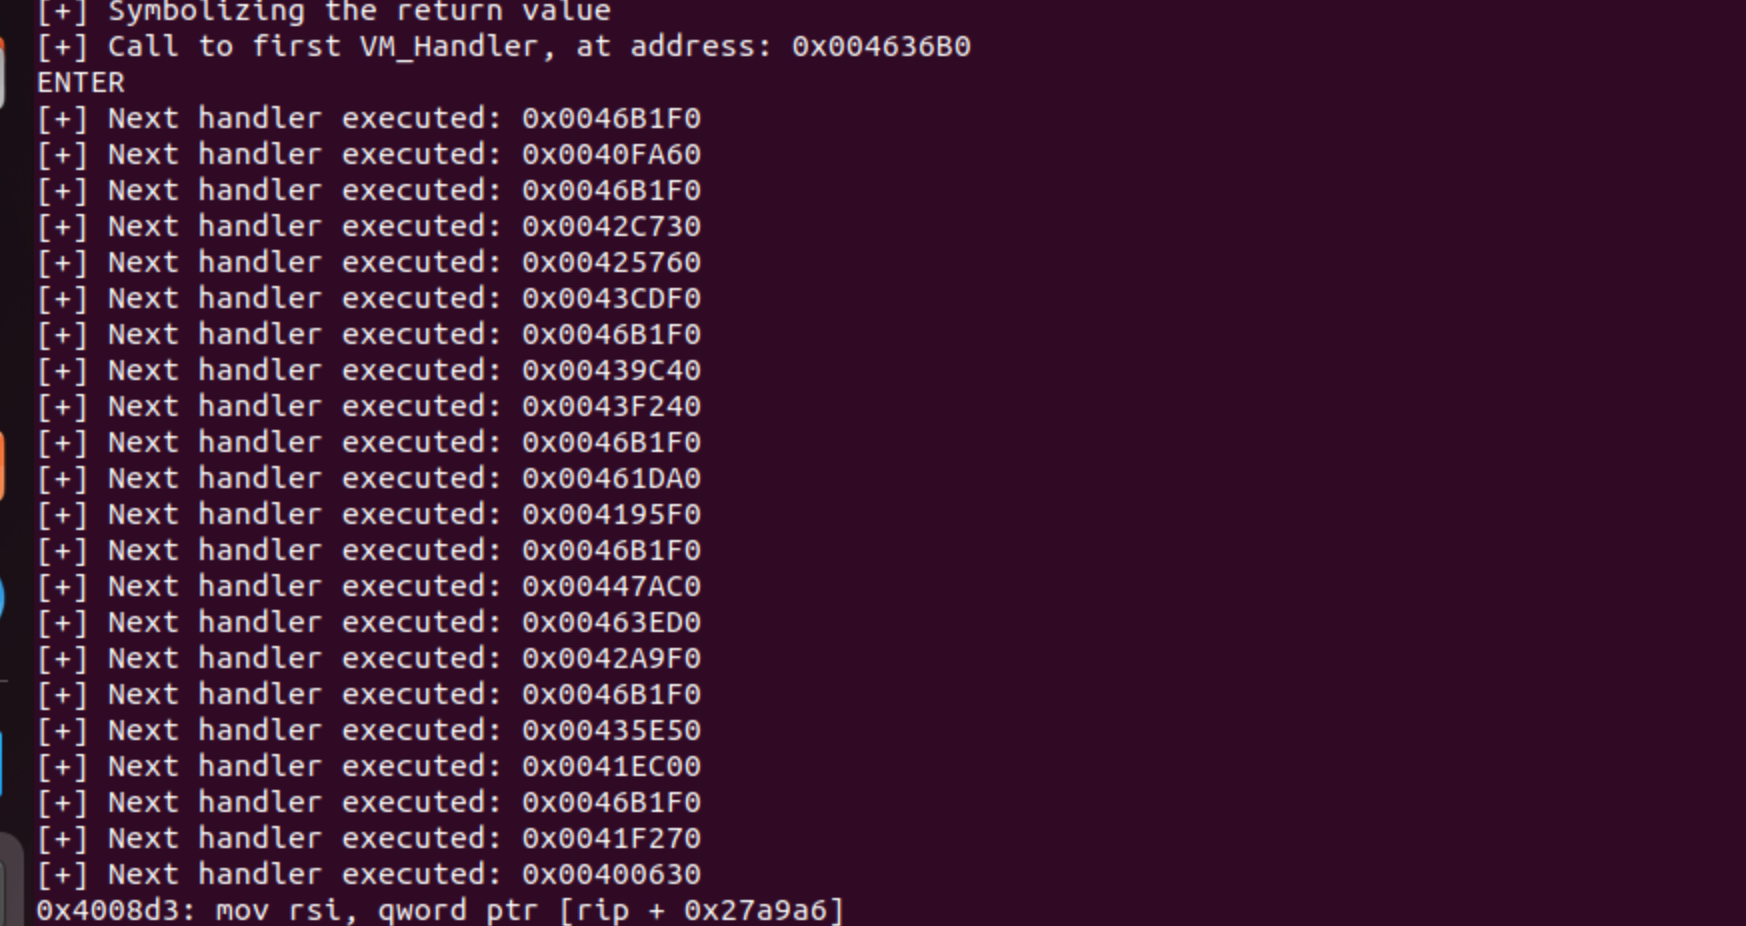 [+] Symbolizing the return value
[+] Call to first VM_Handler, at address: 0x004636B0
ENTER
[+] Next handler executed: 0x0046B1F0
[+] Next handler executed: 0x0040FA60
[+] Next handler executed: 0x0046B1F0
[+] Next handler executed: 0x0042C730
[+] Next handler executed: 0x00425760
[+] Next handler executed: 0x0043CDF0
[+] Next handler executed: 0x0046B1F0
[+] Next handler executed: 0x00439C40
[+] Next handler executed: 0x0043F240
[+] Next handler executed: 0x0046B1F0
[+] Next handler executed: 0x00461DA0
[+] Next handler executed: 0x004195F0
[+] Next handler executed: 0x0046B1F0
[+] Next handler executed: 0x00447AC0
[+] Next handler executed: 0x00463ED0
[+] Next handler executed: 0x0042A9F0
[+] Next handler executed: 0x0046B1F0
[+] Next handler executed: 0x00435E50
[+] Next handler executed: 0x0041EC00
[+] Next handler executed: 0x0046B1F0
[+] Next handler executed: 0x0041F270
[+] Next handler executed: 0x00400630
0x4008d3: mov rsi, qword ptr [rip + 0x27a9a6]